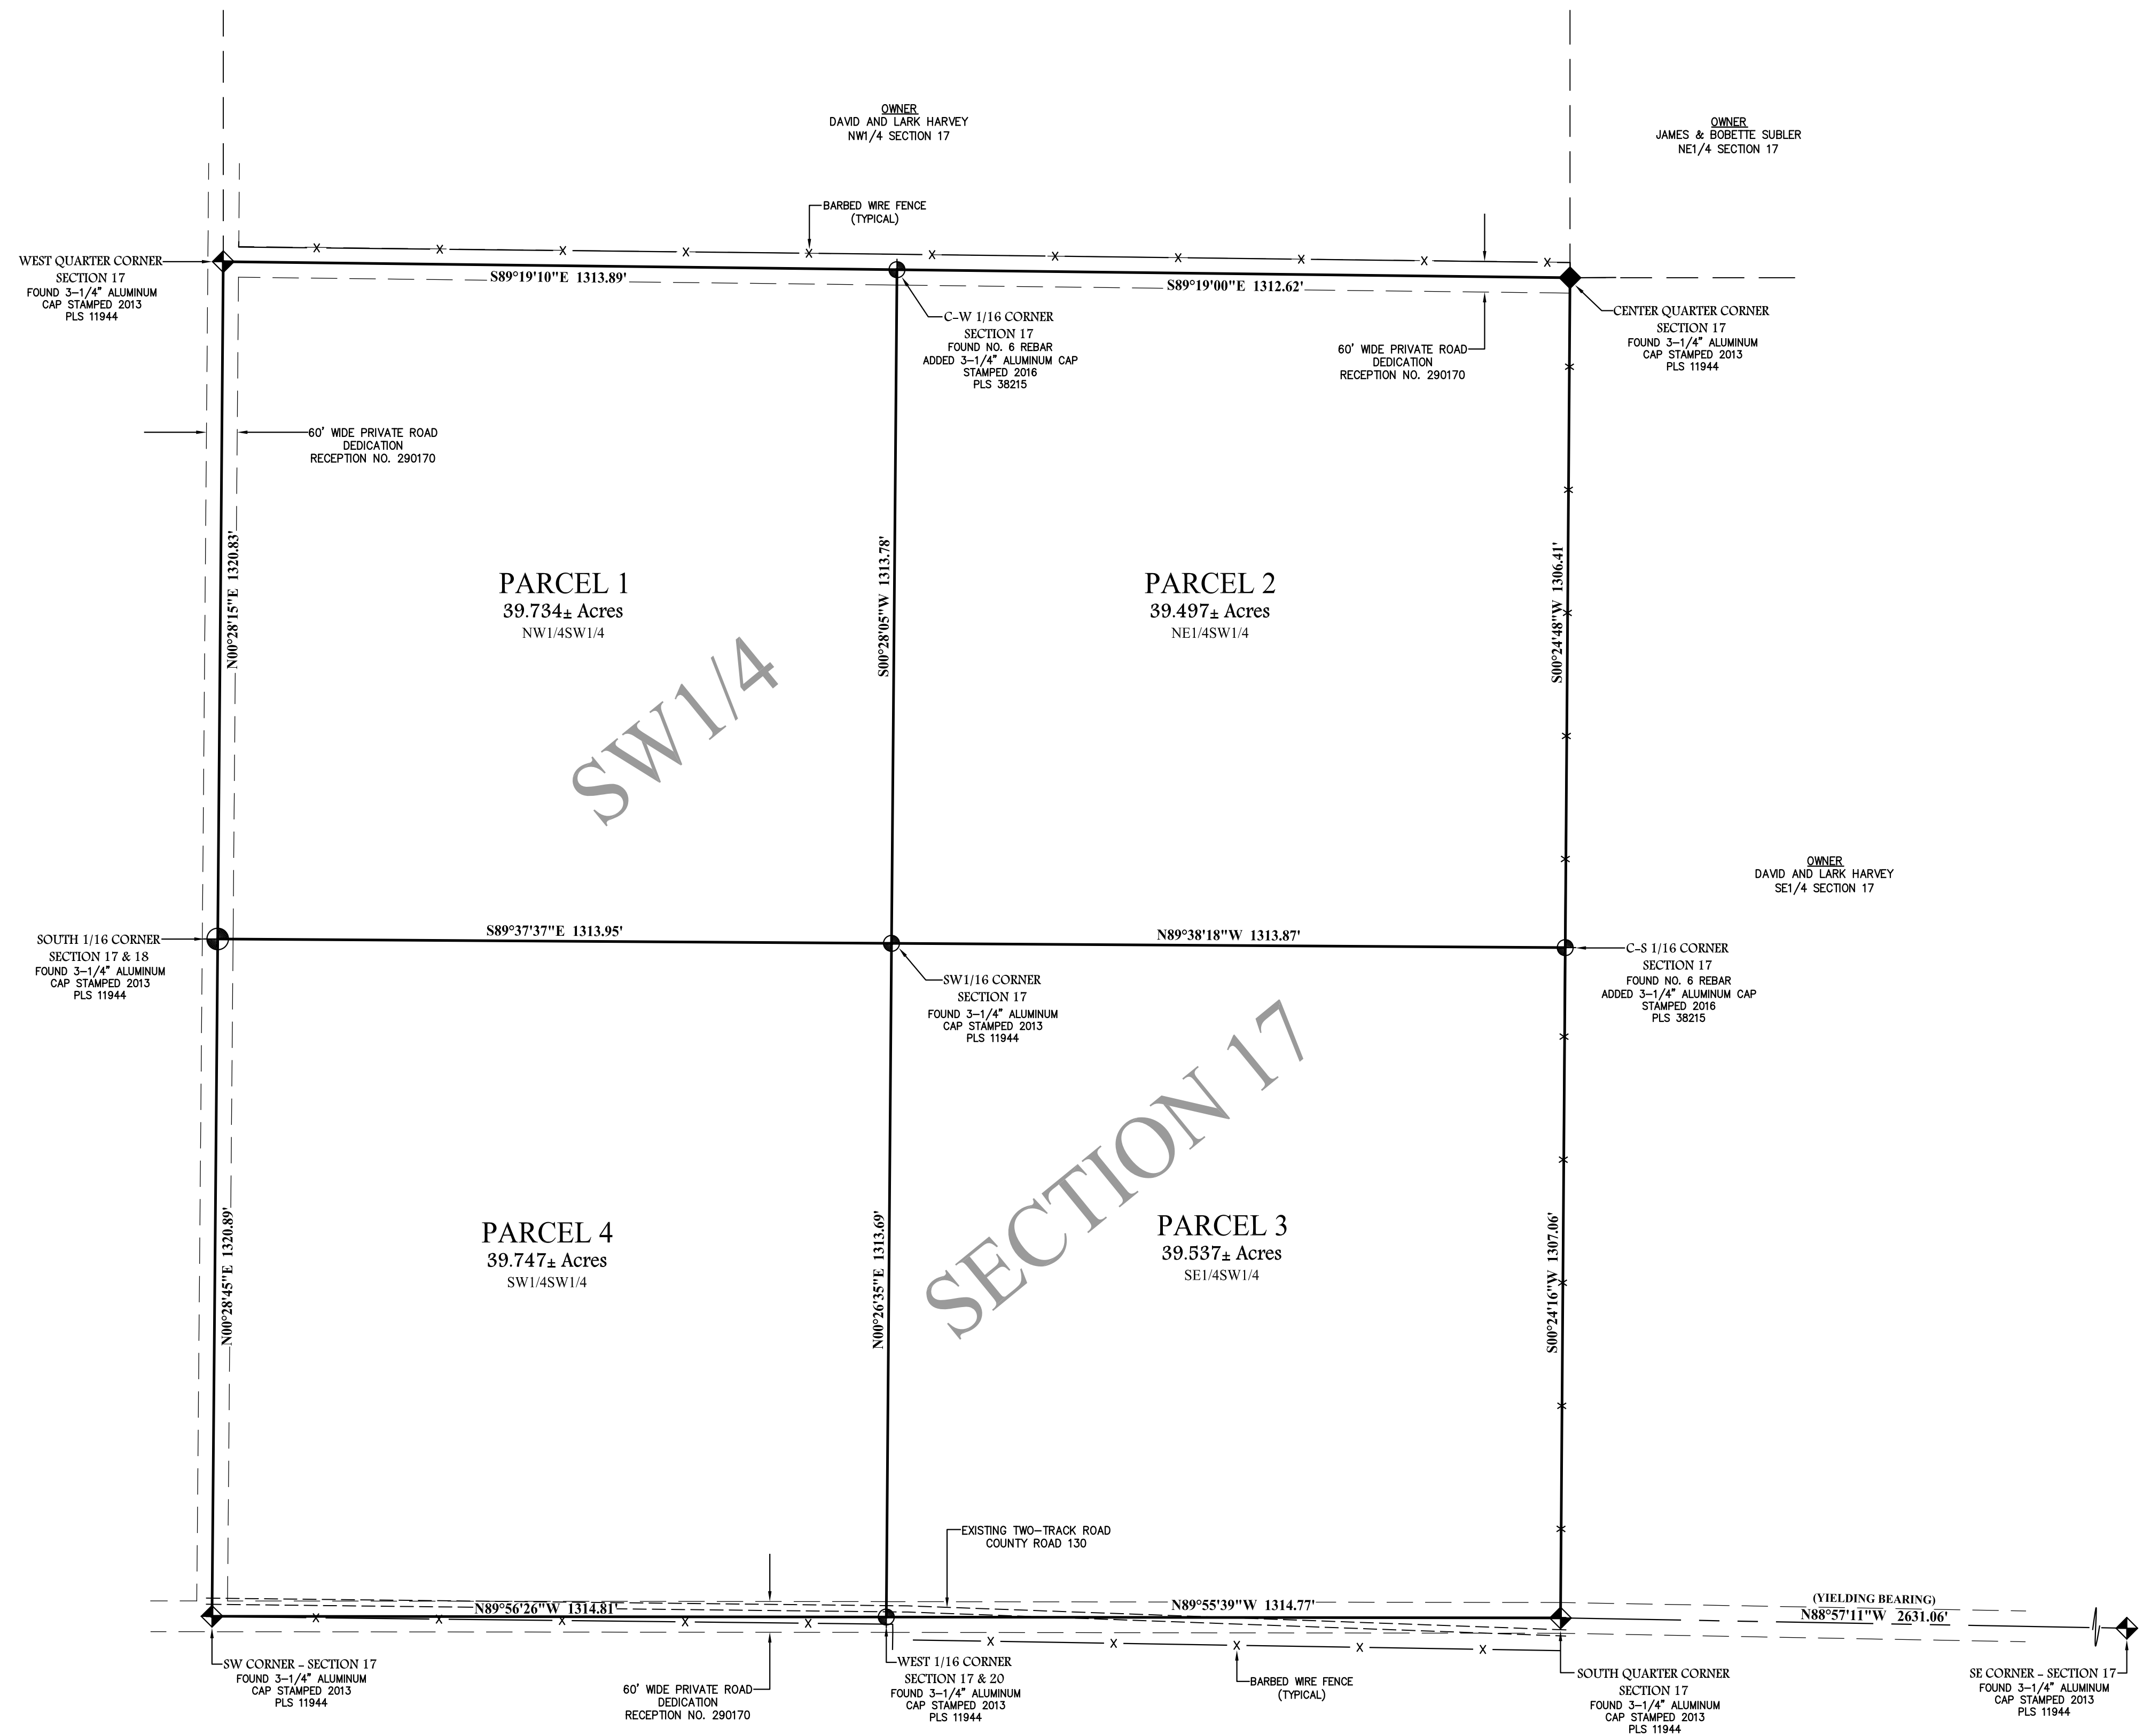 OWNER
DAVID AND LARK HARVEY
NW1/4 SECTION 17
OWNER
JAMES & BOBETTE SUBLER
NE1/4 SECTION 17
BARBED WIRE FENCE
(TYPICAL)
WEST QUARTER CORNER
SECTION 17
FOUND 3-1/4" ALUMINUM
CAP STAMPED 2013
PLS 11944
S89°19'10"E 1313.89'
S89°19'00"E 1312.62'
C-W 1/16 CORNER
SECTION 17
FOUND NO. 6 REBAR
ADDED 3-1/4" ALUMINUM CAP
STAMPED 2016
PLS 38215
60' WIDE PRIVATE ROAD
DEDICATION
RECEPTION NO. 290170
CENTER QUARTER CORNER
SECTION 17
FOUND 3-1/4" ALUMINUM
CAP STAMPED 2013
PLS 11944
60' WIDE PRIVATE ROAD
DEDICATION
RECEPTION NO. 290170
N00°28'15"E 1320.83'
S00°28'05"W 1313.78'
S00°24'48"W 1306.41'
PARCEL 1
39.734± Acres
NW1/4SW1/4
PARCEL 2
39.497± Acres
NE1/4SW1/4
SW1/4
OWNER
DAVID AND LARK HARVEY
SE1/4 SECTION 17
SOUTH 1/16 CORNER
SECTION 17 & 18
FOUND 3-1/4" ALUMINUM
CAP STAMPED 2013
PLS 11944
S89°37'37"E 1313.95'
N89°38'18"W 1313.87'
SW1/16 CORNER
SECTION 17
FOUND 3-1/4" ALUMINUM
CAP STAMPED 2013
PLS 11944
C-S 1/16 CORNER
SECTION 17
FOUND NO. 6 REBAR
ADDED 3-1/4" ALUMINUM CAP
STAMPED 2016
PLS 38215
SECTION 17
N00°28'45"E 1320.89'
N00°26'35"E 1313.69'
S00°24'16"W 1307.06'
PARCEL 4
39.747± Acres
SW1/4SW1/4
PARCEL 3
39.537± Acres
SE1/4SW1/4
EXISTING TWO-TRACK ROAD
COUNTY ROAD 130
N89°56'26"W 1314.81'
N89°55'39"W 1314.77'
(YIELDING BEARING)
N88°57'11"W 2631.06'
SW CORNER - SECTION 17
FOUND 3-1/4" ALUMINUM
CAP STAMPED 2013
PLS 11944
60' WIDE PRIVATE ROAD
DEDICATION
RECEPTION NO. 290170
WEST 1/16 CORNER
SECTION 17 & 20
FOUND 3-1/4" ALUMINUM
CAP STAMPED 2013
PLS 11944
BARBED WIRE FENCE
(TYPICAL)
SOUTH QUARTER CORNER
SECTION 17
FOUND 3-1/4" ALUMINUM
CAP STAMPED 2013
PLS 11944
SE CORNER - SECTION 17
FOUND 3-1/4" ALUMINUM
CAP STAMPED 2013
PLS 11944